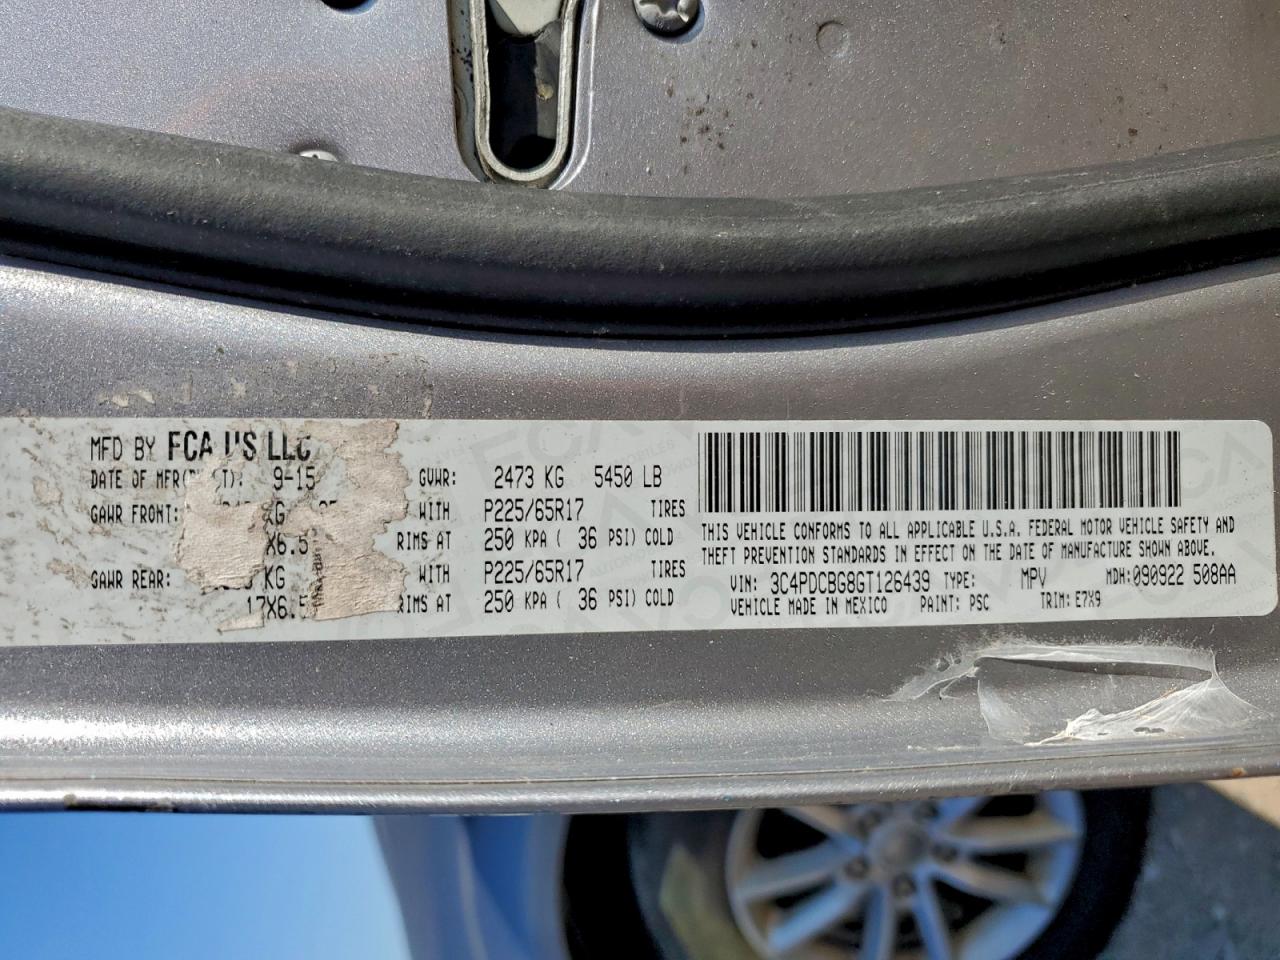 MFD BY FCA US LLC
DATE OF MFR 9-15 GVWR: 2473 KG 5450 LB
GAWR FRONT: KG WITH P225/65R17 TIRES
X6.5 RIMS AT 250 KPA ( 36 PSI) COLD
GAWR REAR: KG WITH P225/65R17 TIRES
17X6.5 RIMS AT 250 KPA ( 36 PSI) COLD
THIS VEHICLE CONFORMS TO ALL APPLICABLE U.S.A. FEDERAL MOTOR VEHICLE SAFETY AND
THEFT PREVENTION STANDARDS IN EFFECT ON THE DATE OF MANUFACTURE SHOWN ABOVE.
VIN: 3C4PDCBG8GT126439 TYPE: MPV MDH:090922 508AA
VEHICLE MADE IN MEXICO PAINT: PSC TRIM: E7X9